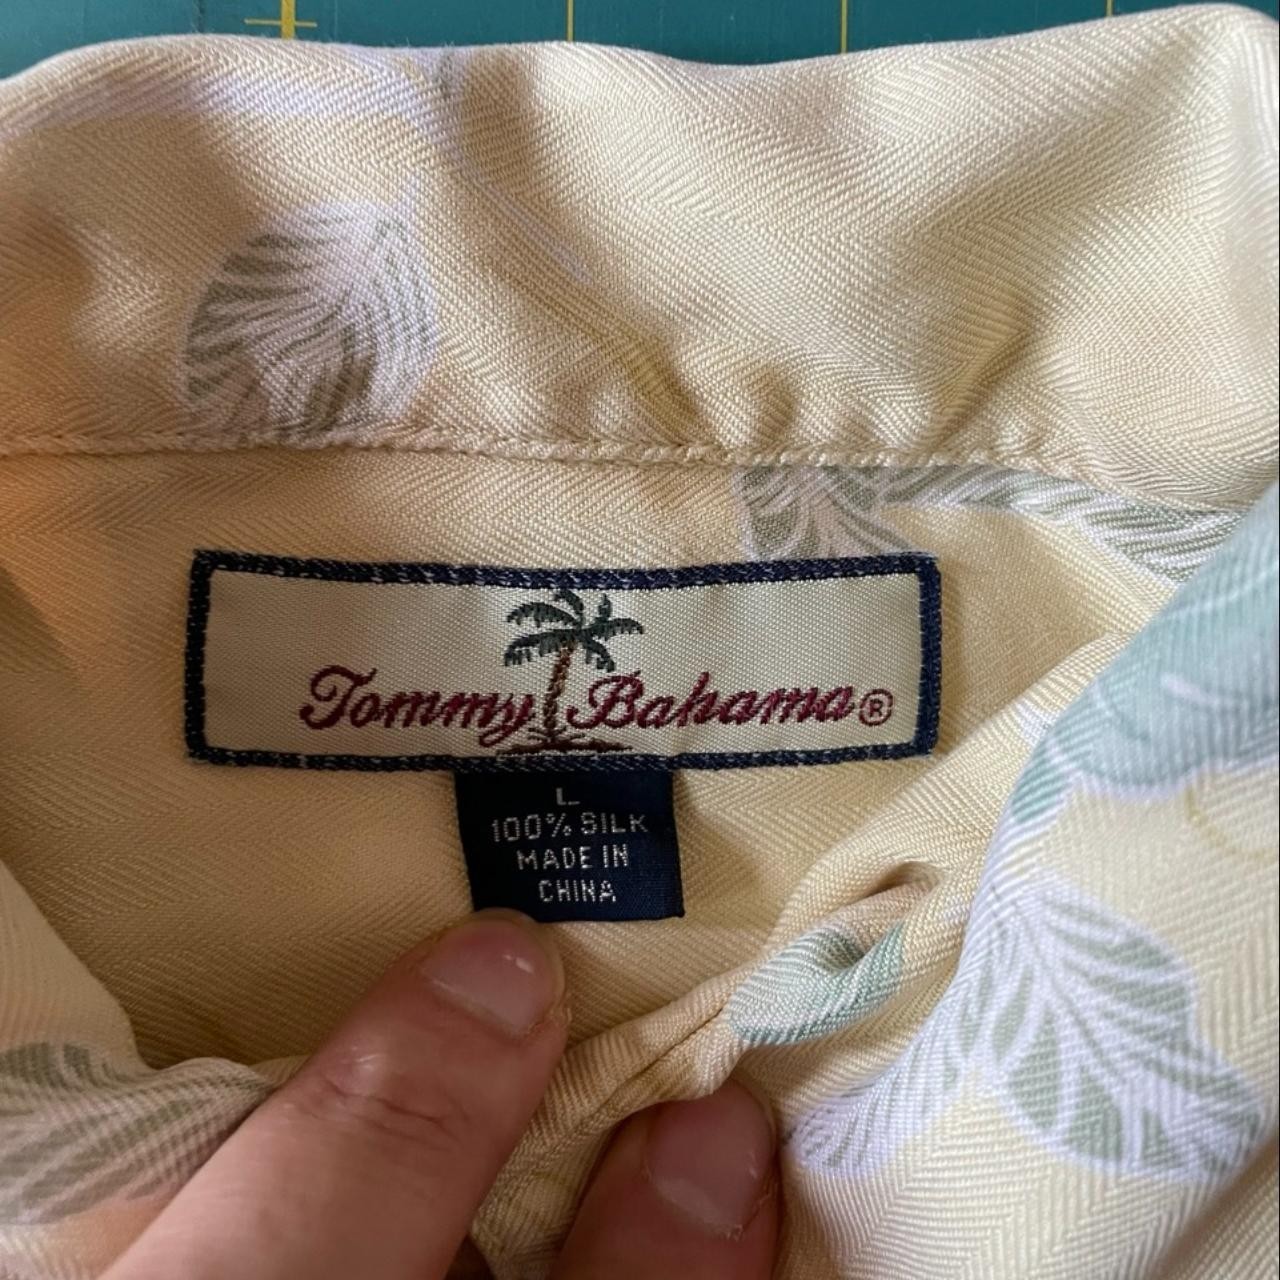 Tommy Bahama®
L
100% SILK
MADE IN
CHINA